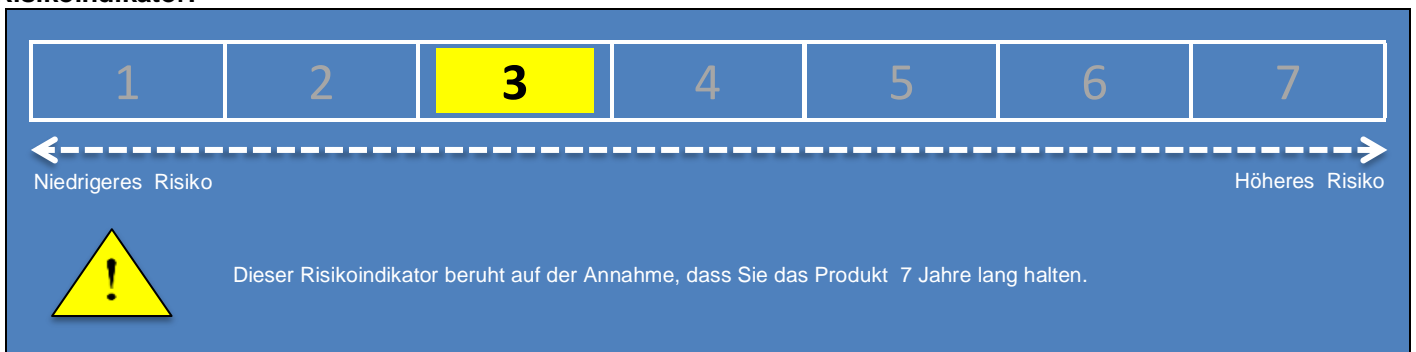 Risikoindikator:
1 2 3 4 5 6 7
Niedrigeres Risiko Höheres Risiko
!
Dieser Risikoindikator beruht auf der Annahme, dass Sie das Produkt 7 Jahre lang halten.